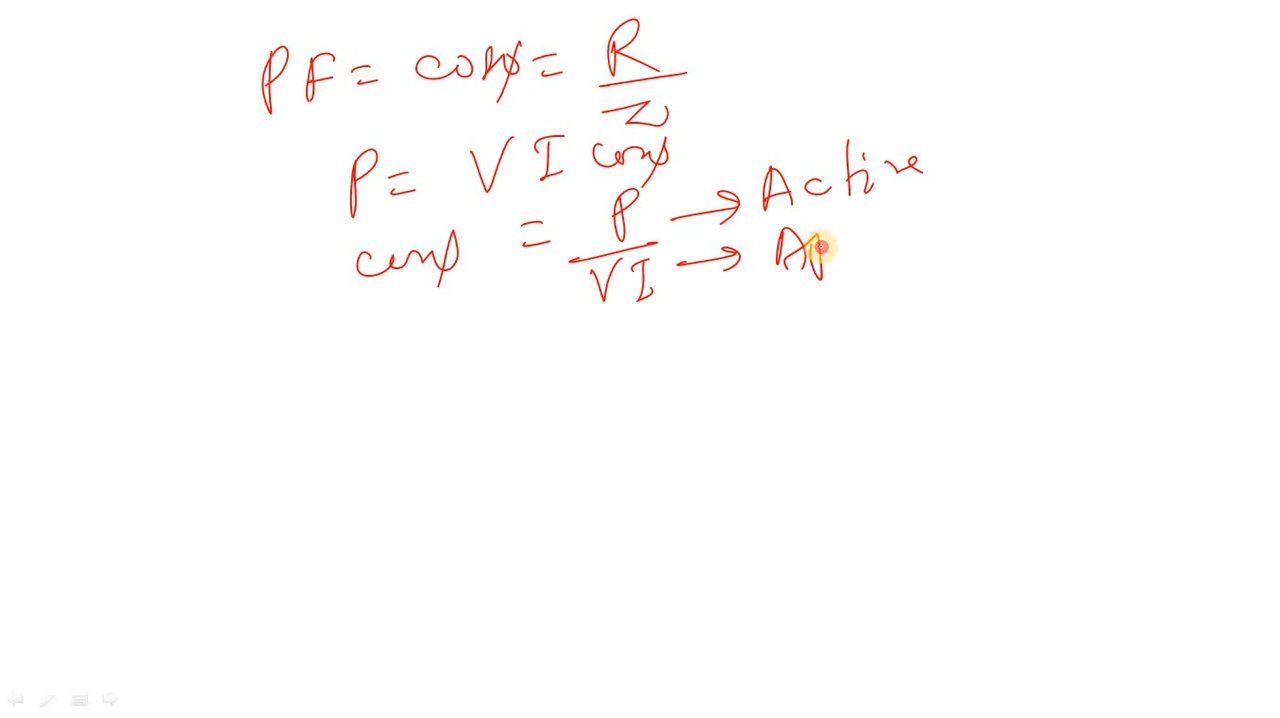 PF = cosφ = R/Z
P = VI cosφ
cosφ = P/VI → Active
→ Ap